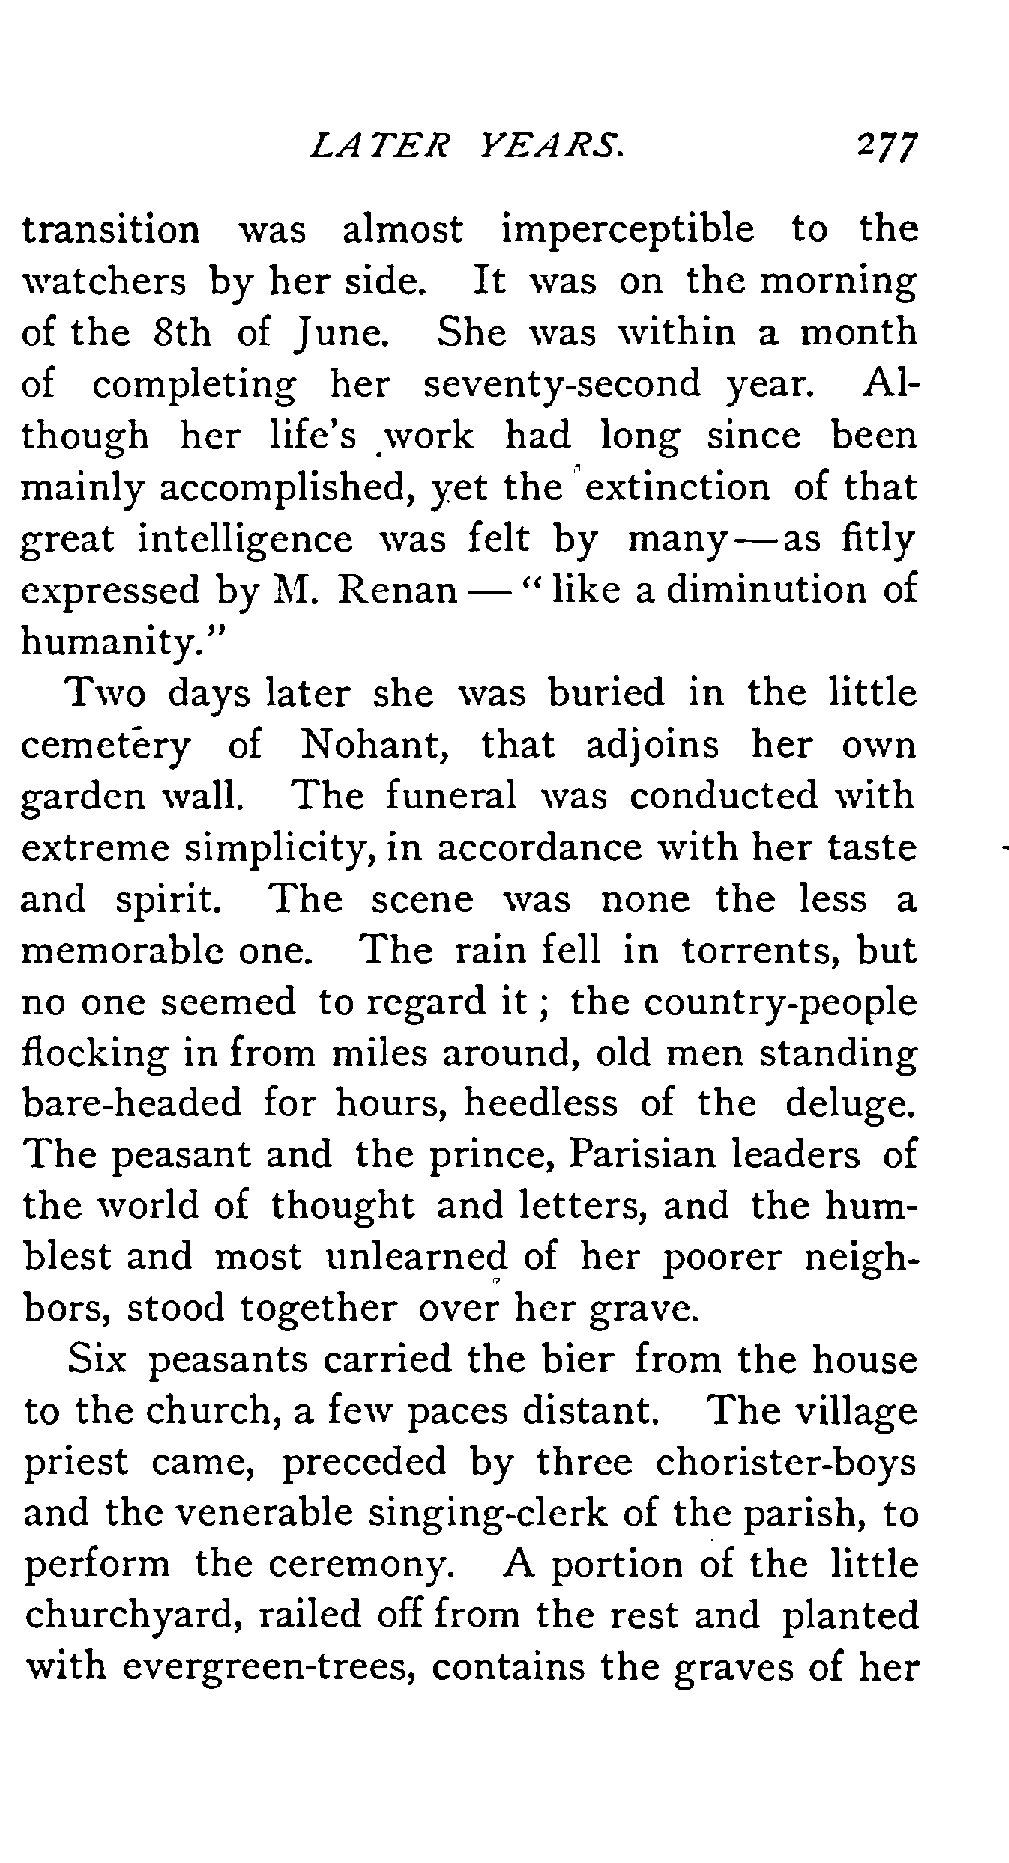 LATER YEARS. 277
transition was almost imperceptible to the
watchers by her side. It was on the morning
of the 8th of June. She was within a month
of completing her seventy-second year. Al-
though her life's work had long since been
mainly accomplished, yet the extinction of that
great intelligence was felt by many—as fitly
expressed by M. Renan — "like a diminution of
humanity."
Two days later she was buried in the little
cemetery of Nohant, that adjoins her own
garden wall. The funeral was conducted with
extreme simplicity, in accordance with her taste
and spirit. The scene was none the less a
memorable one. The rain fell in torrents, but
no one seemed to regard it ; the country-people
flocking in from miles around, old men standing
bare-headed for hours, heedless of the deluge.
The peasant and the prince, Parisian leaders of
the world of thought and letters, and the hum-
blest and most unlearned of her poorer neigh-
bors, stood together over her grave.
Six peasants carried the bier from the house
to the church, a few paces distant. The village
priest came, preceded by three chorister-boys
and the venerable singing-clerk of the parish, to
perform the ceremony. A portion of the little
churchyard, railed off from the rest and planted
with evergreen-trees, contains the graves of her